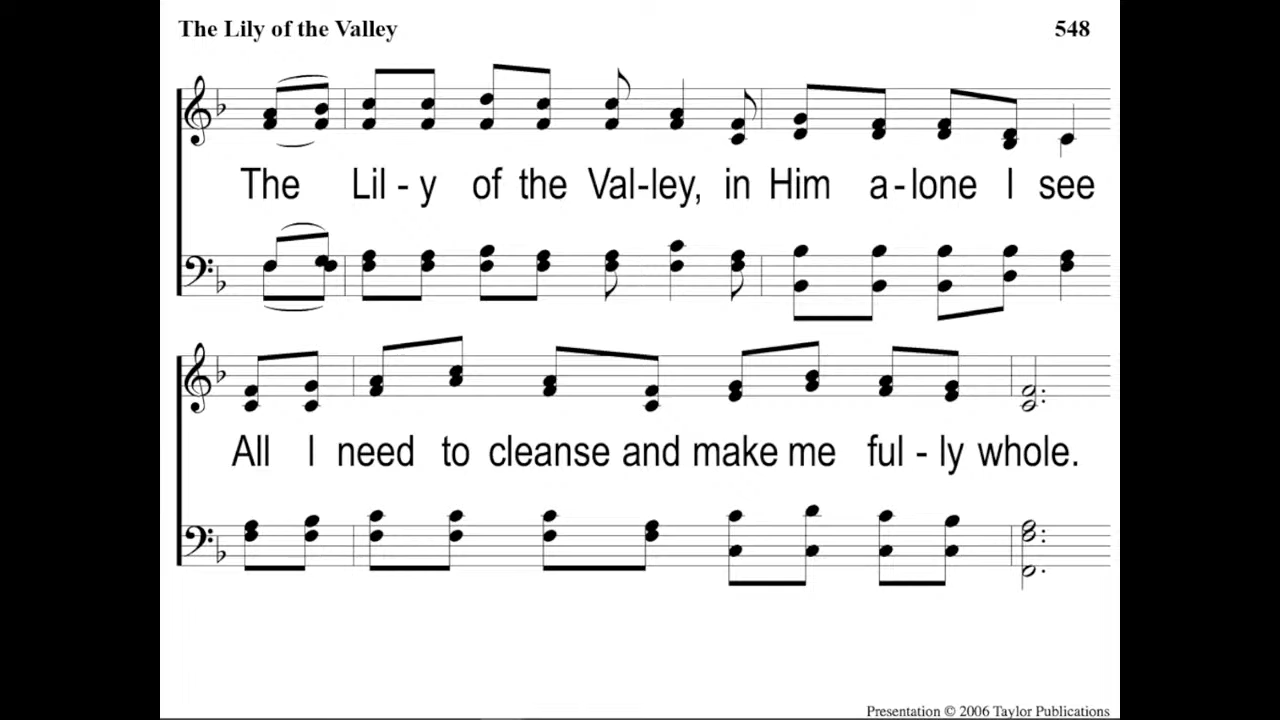 The Lily of the Valley 548
The Lil - y of the Val-ley, in Him a-lone I see
All I need to cleanse and make me ful - ly whole.
Presentation © 2006 Taylor Publications